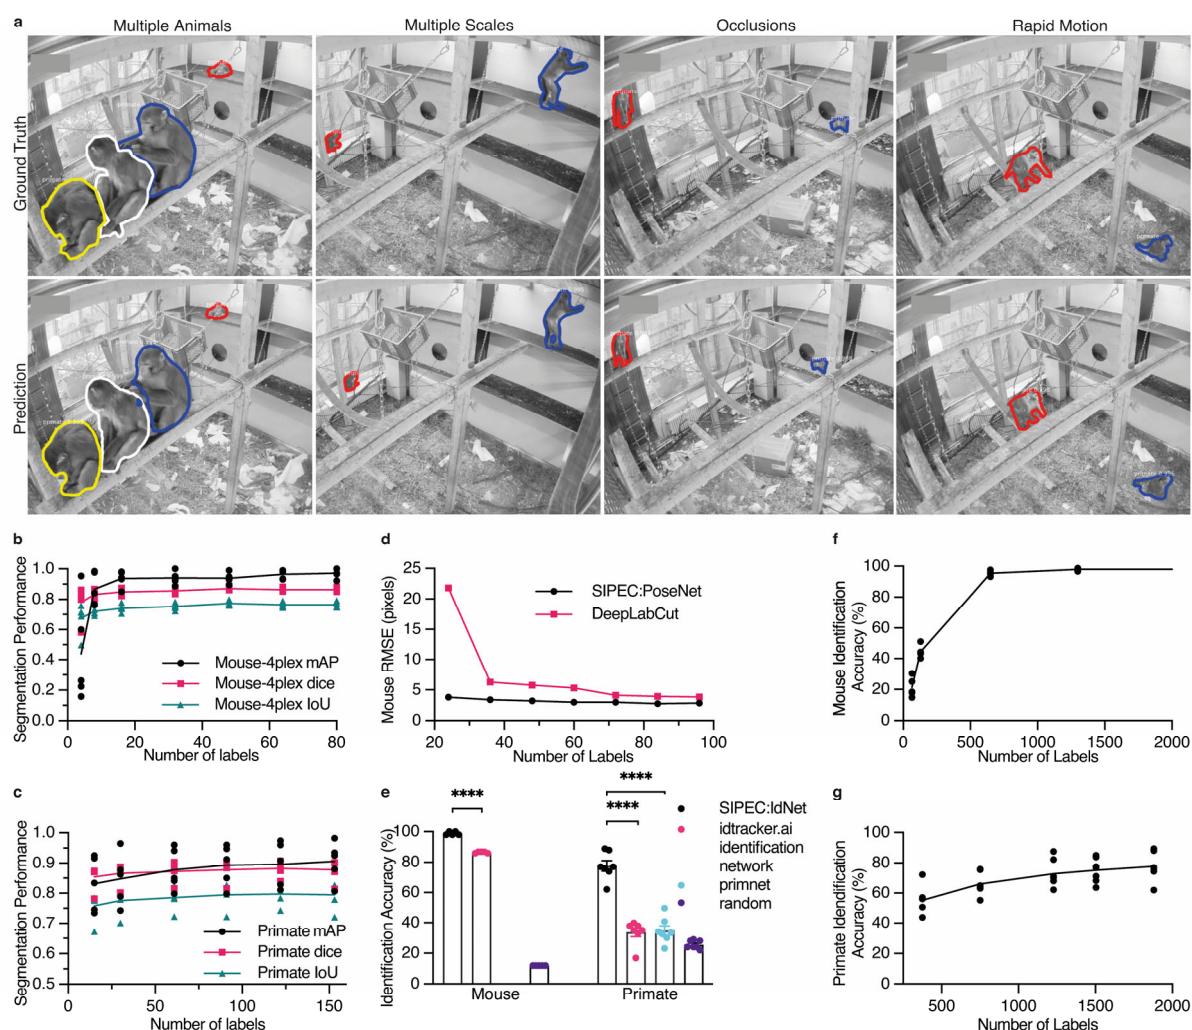 a
Multiple Animals
Multiple Scales
Occlusions
Rapid Motion
Ground Truth
Prediction
b
Segmentation Performance
1.0
0.8
0.6
0.4
0.2
0.0
Mouse-4plex mAP
Mouse-4plex dice
Mouse-4plex IoU
0 20 40 60 80
Number of labels
d
Mouse RMSE (pixels)
25
20
15
10
5
0
SIPEC:PoseNet
DeepLabCut
20 40 60 80 100
Number of Labels
f
Mouse Identification
Accuracy (%)
100
80
60
40
20
0
0 500 1000 1500 2000
Number of Labels
c
Segmentation Performance
1.0
0.9
0.8
0.7
0.6
0.5
Primate mAP
Primate dice
Primate IoU
0 50 100 150
Number of labels
e
Identification Accuracy (%)
100
80
60
40
20
0
****
****
****
Mouse
Primate
SIPEC:IdNet
idtracker.ai
identification
network
primnet
random
g
Primate Idendification
Accuracy (%)
100
80
60
40
20
0
500 1000 1500 2000
Number of Labels